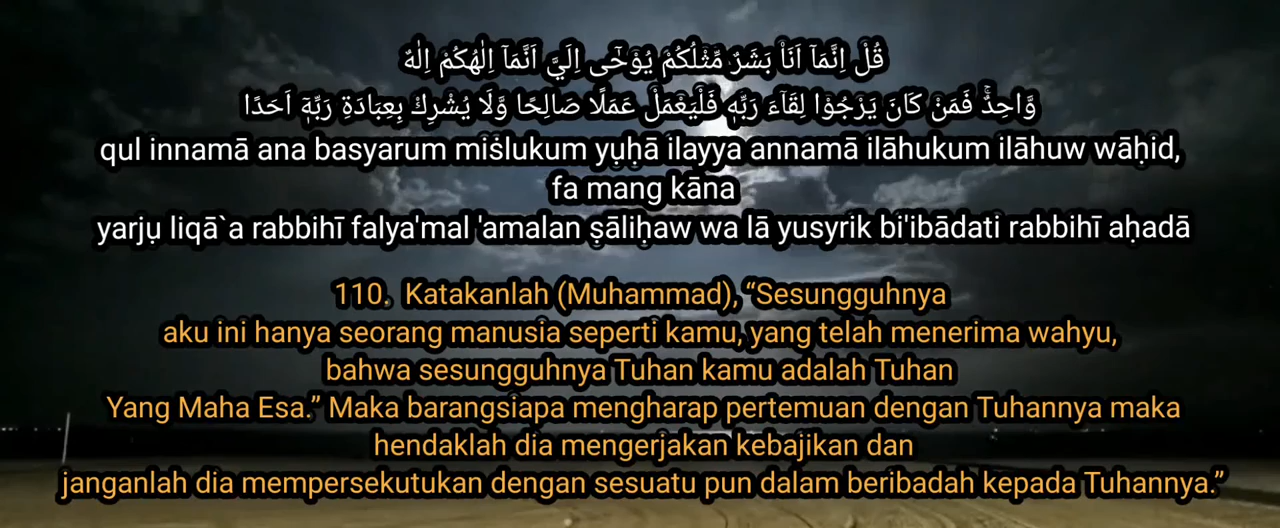 قُلْ اِنَّمَآ اَنَا۠ بَشَرٌ مِّثْلُكُمْ يُوْحٰٓى اِلَيَّ اَنَّمَآ اِلٰهُكُمْ اِلٰهٌ
وَّاحِدٌۚ فَمَنْ كَانَ يَرْجُوْا لِقَاۤءَ رَبِّهٖ فَلْيَعْمَلْ عَمَلًا صَالِحًا وَّلَا يُشْرِكْ بِعِبَادَةِ رَبِّهٖٓ اَحَدًا
qul innamā ana basyarum miṡlukum yụḥā ilayya annamā ilāhukum ilāhuw wāḥid,
fa mang kāna
yarjụ liqā`a rabbihī falya'mal 'amalan ṣāliḥaw wa lā yusyrik bi'ibādati rabbihī aḥadā
110. Katakanlah (Muhammad), “Sesungguhnya
aku ini hanya seorang manusia seperti kamu, yang telah menerima wahyu,
bahwa sesungguhnya Tuhan kamu adalah Tuhan
Yang Maha Esa.” Maka barangsiapa mengharap pertemuan dengan Tuhannya maka
hendaklah dia mengerjakan kebajikan dan
janganlah dia mempersekutukan dengan sesuatu pun dalam beribadah kepada Tuhannya.”